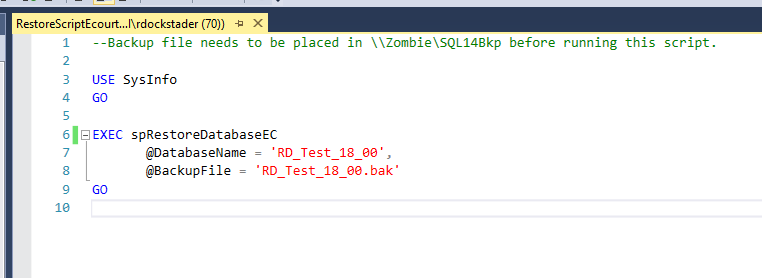 RestoreScriptEcourt...l\rdockstader (70))
1 --Backup file needs to be placed in \\Zombie\SQL14Bkp before running this script.
2
3 USE SysInfo
4 GO
5
6 EXEC spRestoreDatabaseEC
7 @DatabaseName = 'RD_Test_18_00',
8 @BackupFile = 'RD_Test_18_00.bak'
9 GO
10